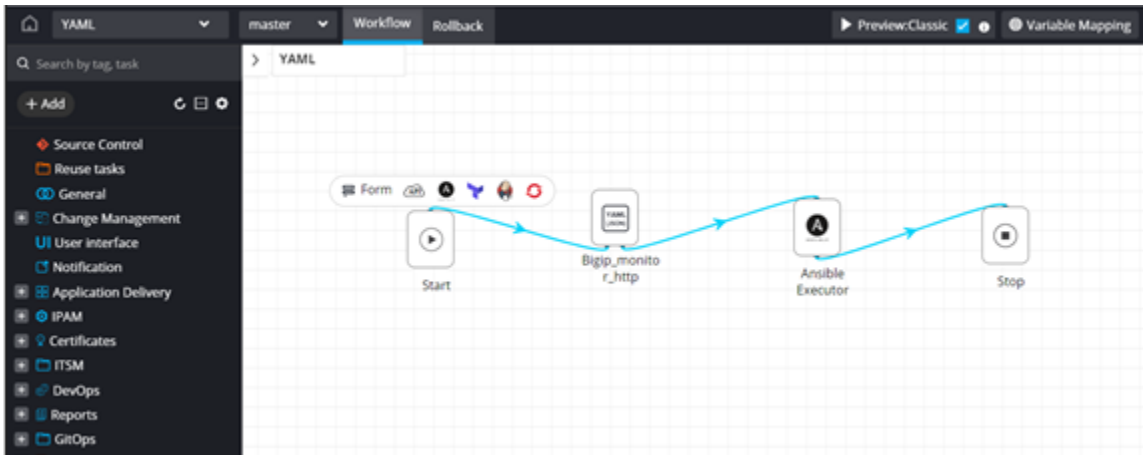 YAML
master
Workflow
Rollback
Preview:Classic
Variable Mapping
Search by tag, task
YAML
+ Add
Source Control
Reuse tasks
General
Change Management
UI User interface
Notification
Application Delivery
IPAM
Certificates
ITSM
DevOps
Reports
GitOps
Form
Start
YAML
Bigip_monito
r_http
Ansible
Executor
Stop